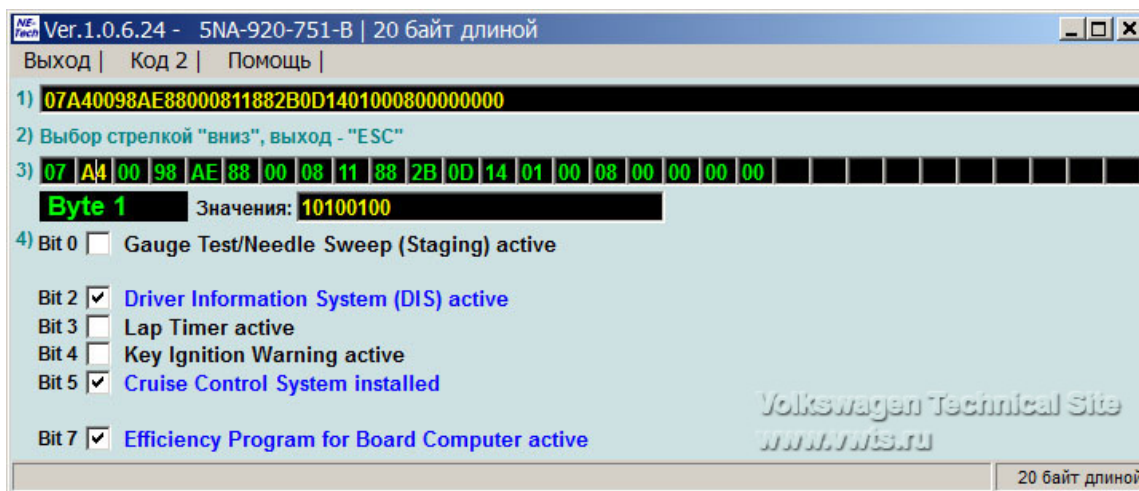 NE-Tech Ver.1.0.6.24 - 5NA-920-751-B | 20 байт длиной
Выход | Код 2 | Помощь |
1) 07A40098AE88000811882B0D1401000800000000
2) Выбор стрелкой "вниз", выход - "ESC"
3) 07 A4 00 98 AE 88 00 08 11 88 2B 0D 14 01 00 08 00 00 00 00
Byte 1 Значения: 10100100
4) Bit 0 Gauge Test/Needle Sweep (Staging) active
Bit 2 Driver Information System (DIS) active
Bit 3 Lap Timer active
Bit 4 Key Ignition Warning active
Bit 5 Cruise Control System installed
Volkswagen Technical Site
Bit 7 Efficiency Program for Board Computer active www.vwts.ru
20 байт длиной